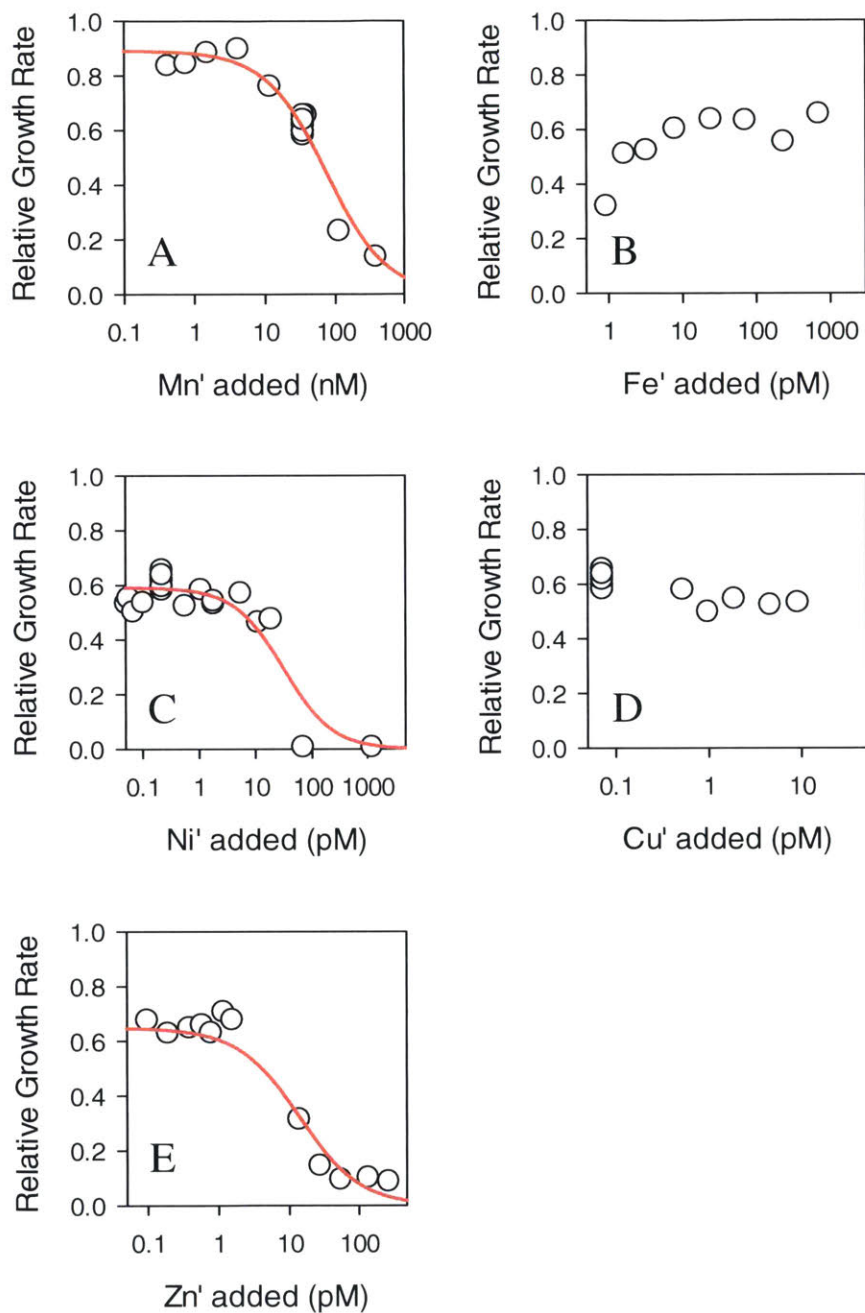 1.0
0.8
0.6
0.4
0.2
0.0
Relative Growth Rate
A
0.1 1 10 100 1000
Mn' added (nM)
1.0
0.8
0.6
0.4
0.2
0.0
Relative Growth Rate
B
1 10 100 1000
Fe' added (pM)
1.0
0.8
0.6
0.4
0.2
0.0
Relative Growth Rate
C
0.1 1 10 100 1000
Ni' added (pM)
1.0
0.8
0.6
0.4
0.2
0.0
Relative Growth Rate
D
0.1 1 10
Cu' added (pM)
1.0
0.8
0.6
0.4
0.2
0.0
Relative Growth Rate
E
0.1 1 10 100
Zn' added (pM)